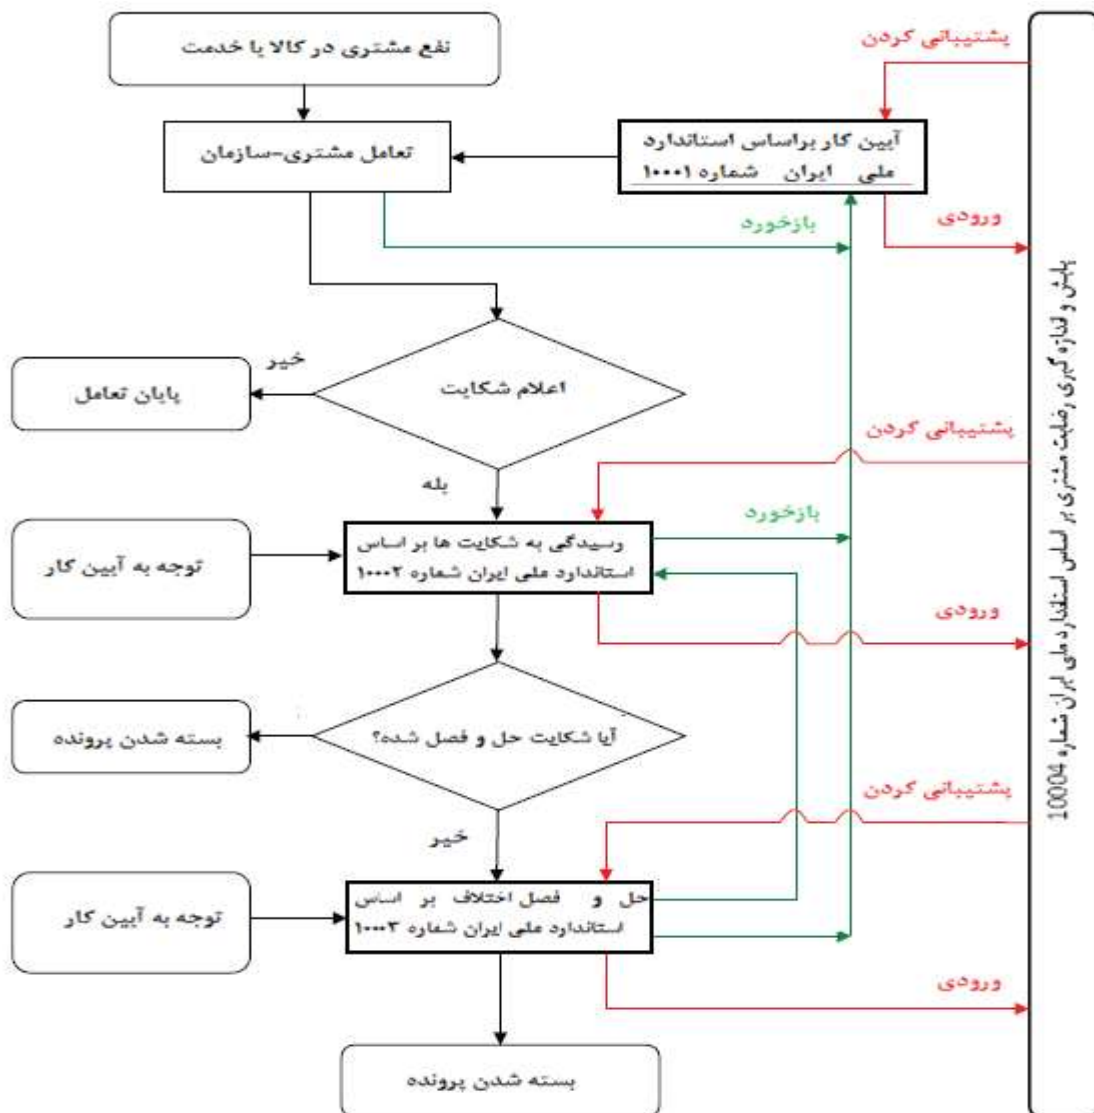 نفع مشتری در کالا یا خدمت
پشتیبانی کردن
آیین کار براساس استاندارد
ملی ایران شماره ۱۰۰۰۱
تعامل مشتری-سازمان
بازخورد
ورودی
اعلام شکایت
خیر
پایان تعامل
بله
پشتیبانی کردن
رسیدگی به شکایت ها بر اساس
استاندارد ملی ایران شماره ۱۰۰۰۲
توجه به آیین کار
بازخورد
ورودی
آیا شکایت حل و فصل شده؟
بسته شدن پرونده
خیر
پشتیبانی کردن
حل و فصل اختلاف بر اساس
استاندارد ملی ایران شماره ۱۰۰۰۳
توجه به آیین کار
ورودی
بسته شدن پرونده
پایش و اندازه گیری رضایت مشتری بر اساس استاندارد ملی ایران شماره 10004